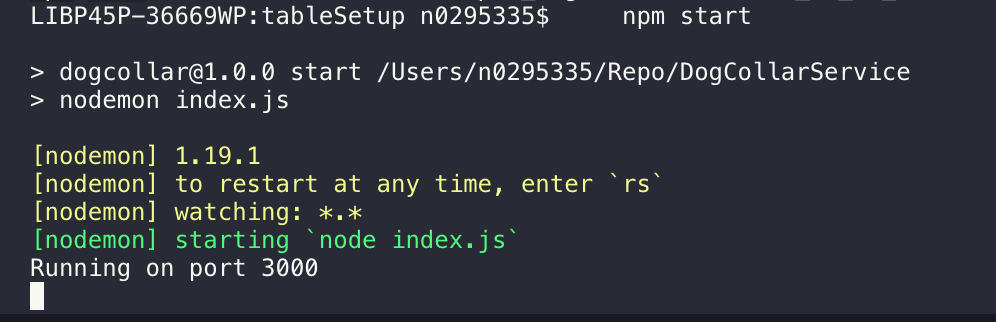 LIBP45P-36669WP:tableSetup n0295335$     npm start
> dogcollar@1.0.0 start /Users/n0295335/Repo/DogCollarService
> nodemon index.js
[nodemon] 1.19.1
[nodemon] to restart at any time, enter `rs`
[nodemon] watching: *.*
[nodemon] starting `node index.js`
Running on port 3000